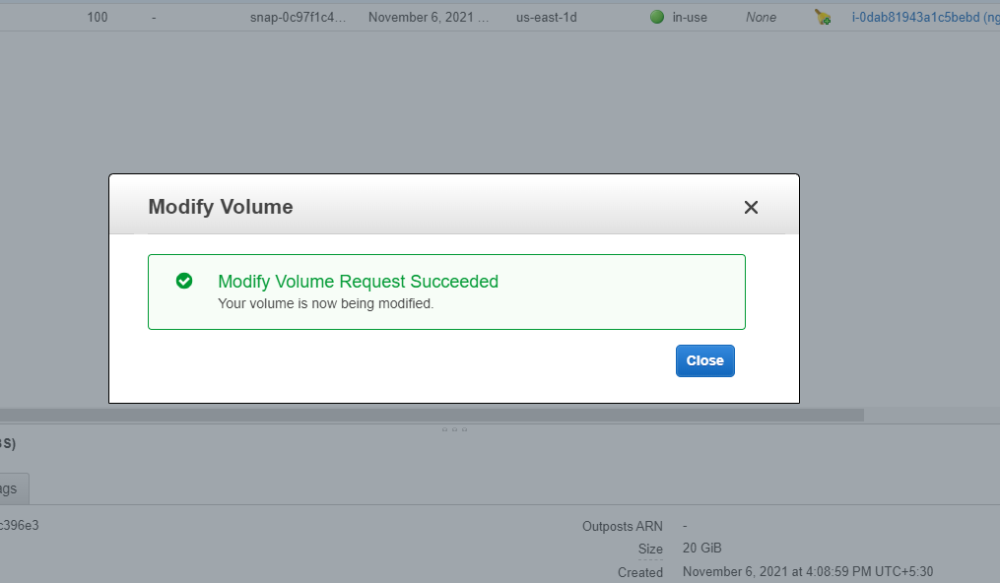 100 - snap-0c97f1c4... November 6, 2021 ... us-east-1d in-use None i-0dab81943a1c5bebd (ng
Modify Volume
Modify Volume Request Succeeded
Your volume is now being modified.
Close
BS)
ags
c396e3
Outposts ARN -
Size 20 GiB
Created November 6, 2021 at 4:08:59 PM UTC+5:30